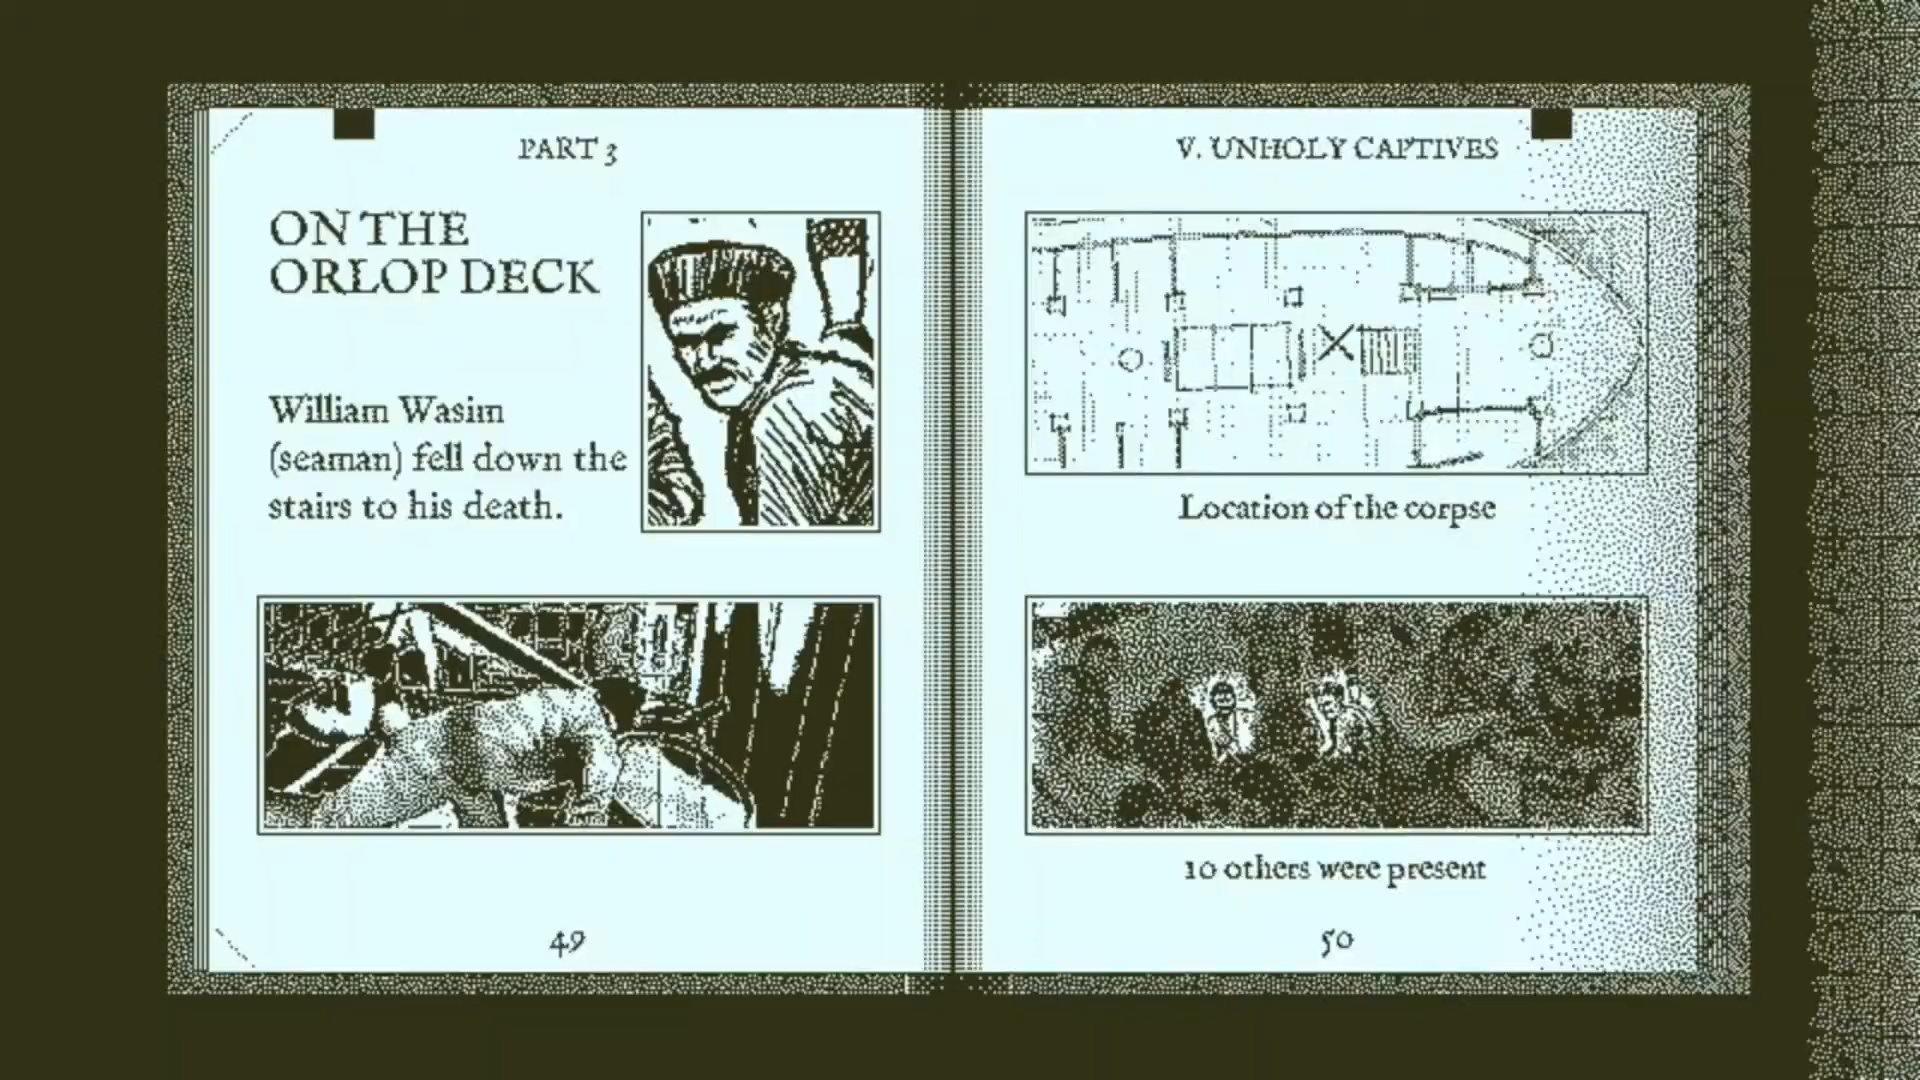 PART 3
ON THE
ORLOP DECK
William Wasim
(seaman) fell down the
stairs to his death.
49
V. UNHOLY CAPTIVES
Location of the corpse
10 others were present
50